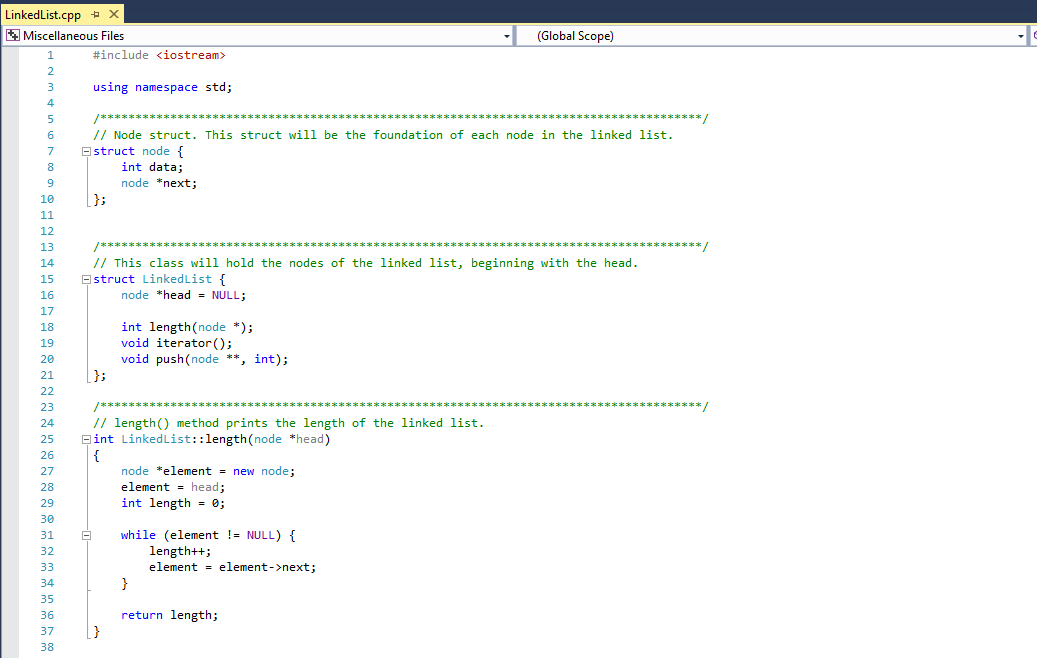 LinkedList.cpp
Miscellaneous Files (Global Scope)
1 #include <iostream>
2
3 using namespace std;
4
5 /**************************************************************************************/
6 // Node struct. This struct will be the foundation of each node in the linked list.
7 struct node {
8 int data;
9 node *next;
10 };
11
12
13 /**************************************************************************************/
14 // This class will hold the nodes of the linked list, beginning with the head.
15 struct LinkedList {
16 node *head = NULL;
17
18 int length(node *);
19 void iterator();
20 void push(node **, int);
21 };
22
23 /**************************************************************************************/
24 // length() method prints the length of the linked list.
25 int LinkedList::length(node *head)
26 {
27 node *element = new node;
28 element = head;
29 int length = 0;
30
31 while (element != NULL) {
32 length++;
33 element = element->next;
34 }
35
36 return length;
37 }
38